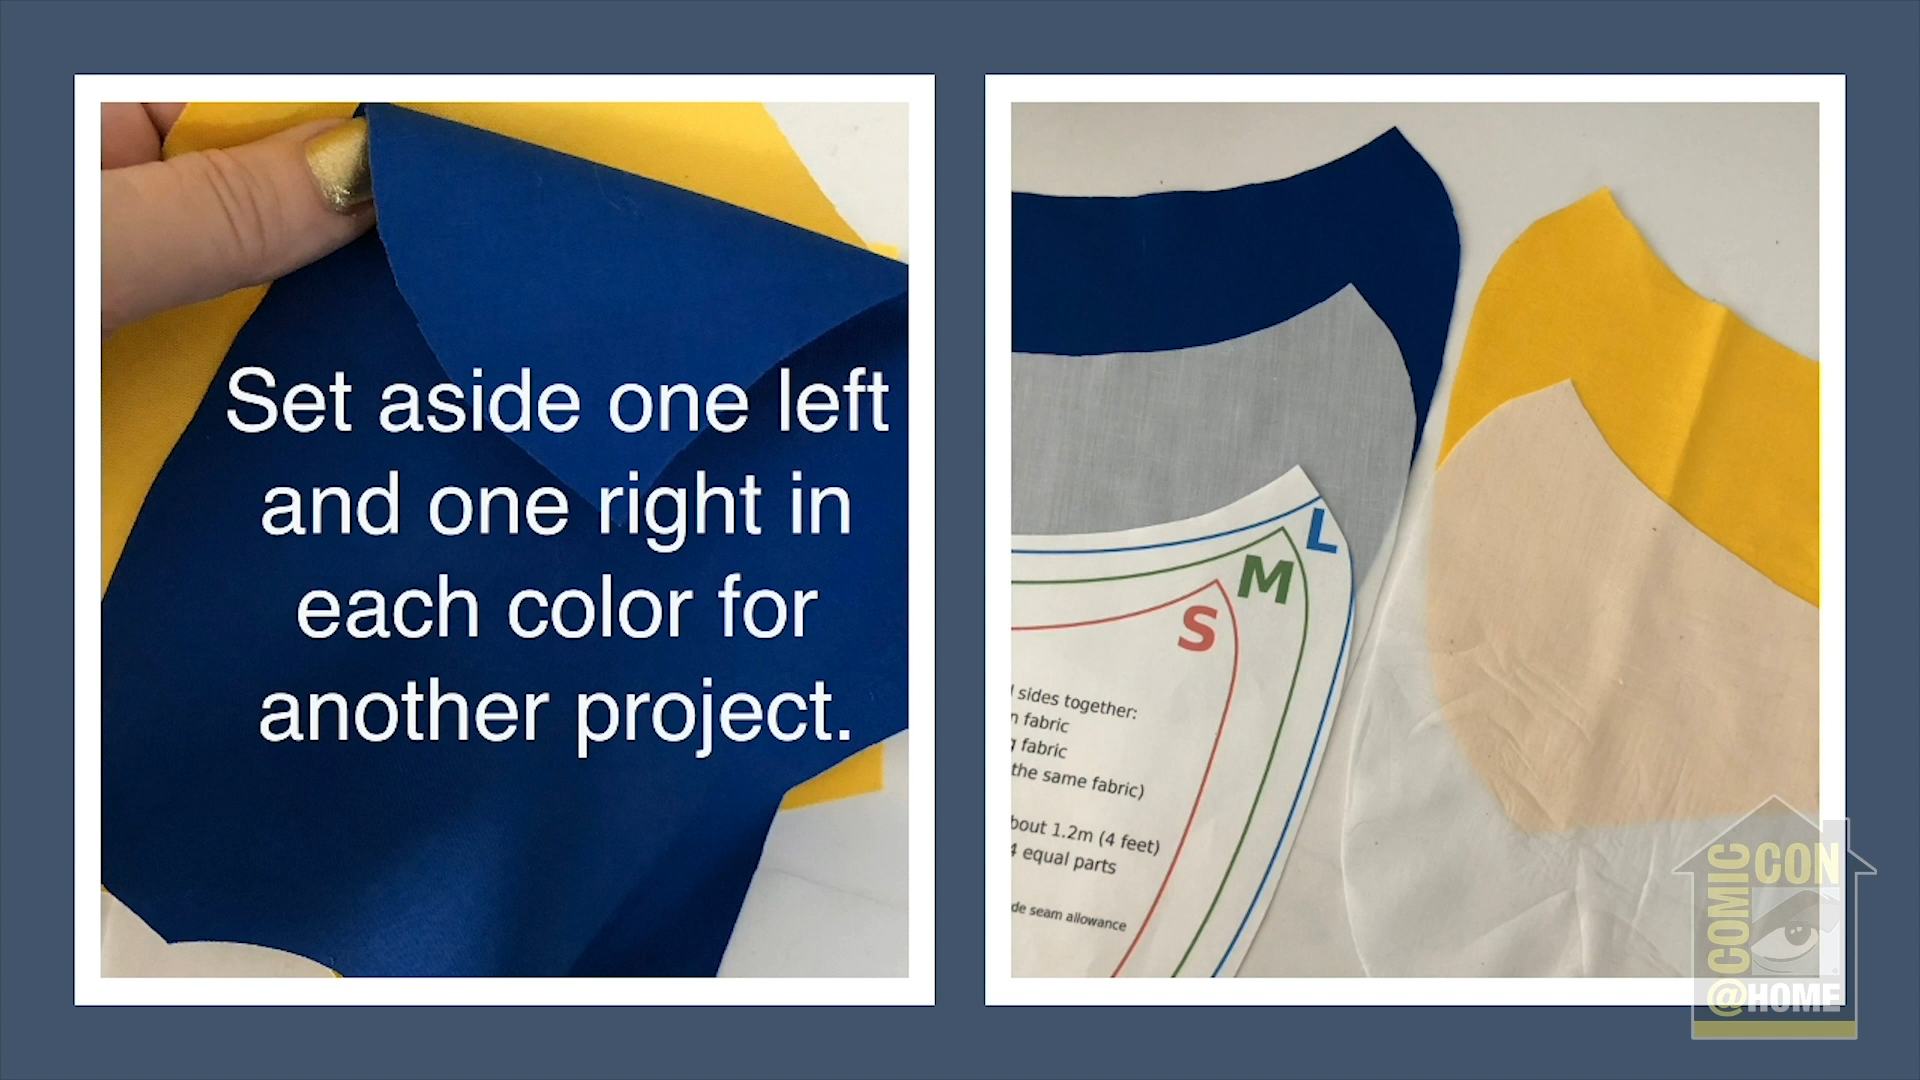 Set aside one left
and one right in
each color for
another project.
L
M
S
sides together:
fabric
fabric
the same fabric)
bout 1.2m (4 feet)
4 equal parts
de seam allowance
COMIC
CON
@HOME